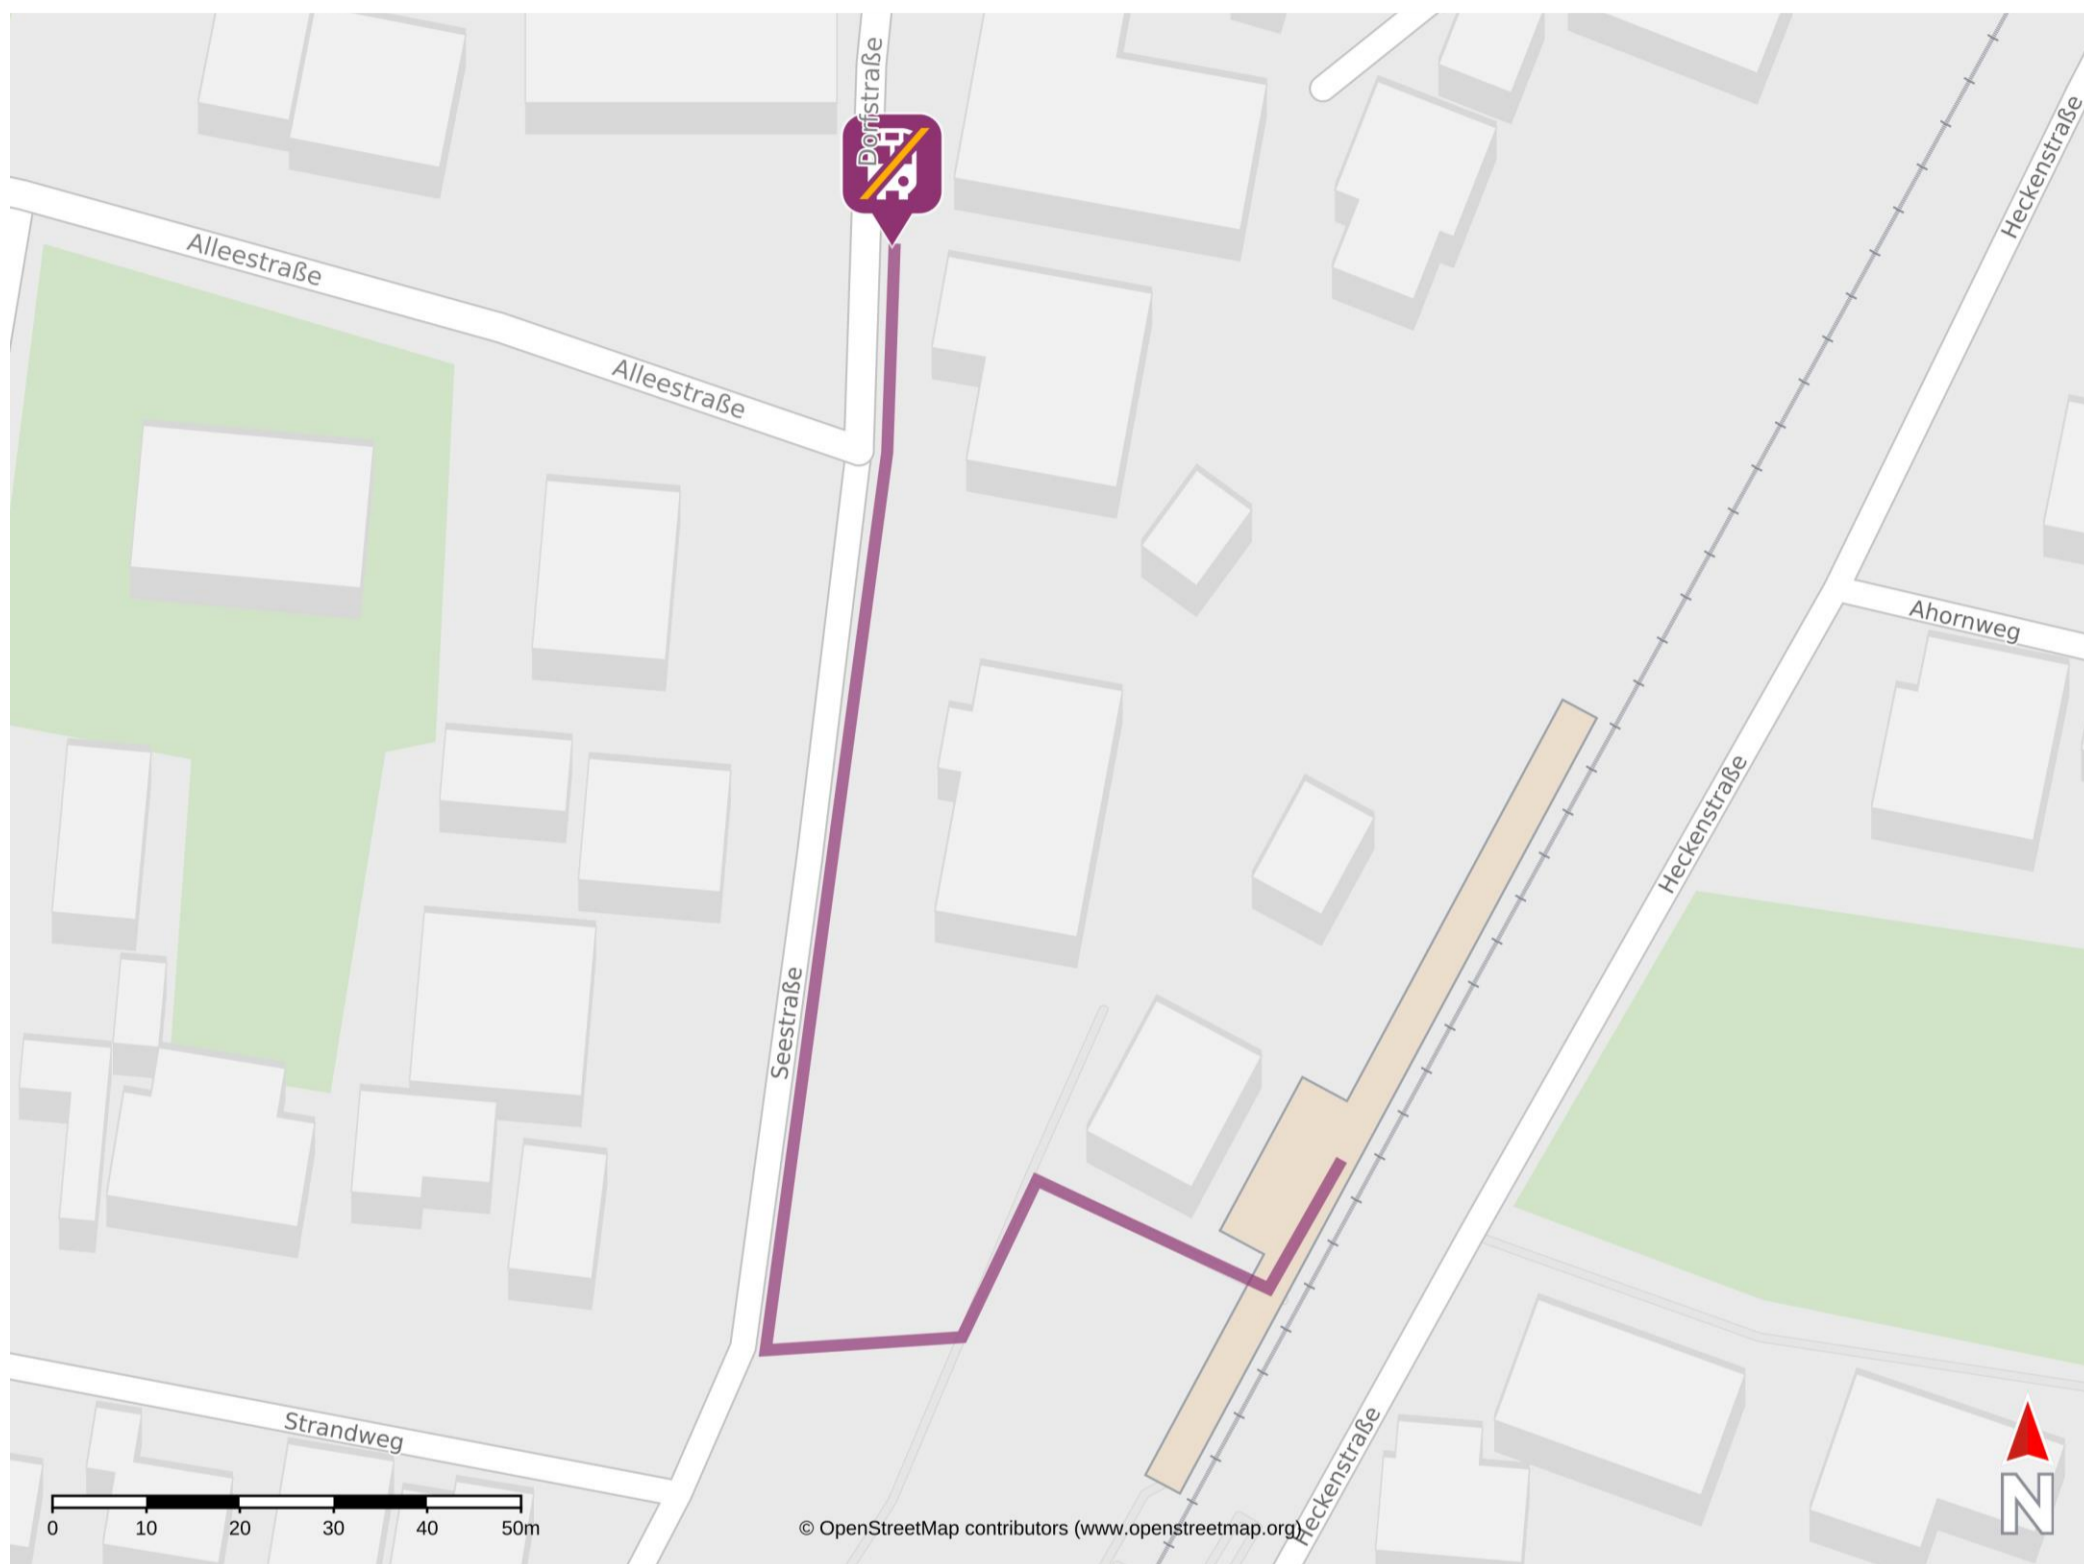 Dorfstraße
Heckenstraße
Alleestraße
Alleestraße
Ahornweg
Heckenstraße
Seestraße
Strandweg
Heckenstraße
N
0 10 20 30 40 50m
© OpenStreetMap contributors (www.openstreetmap.org)